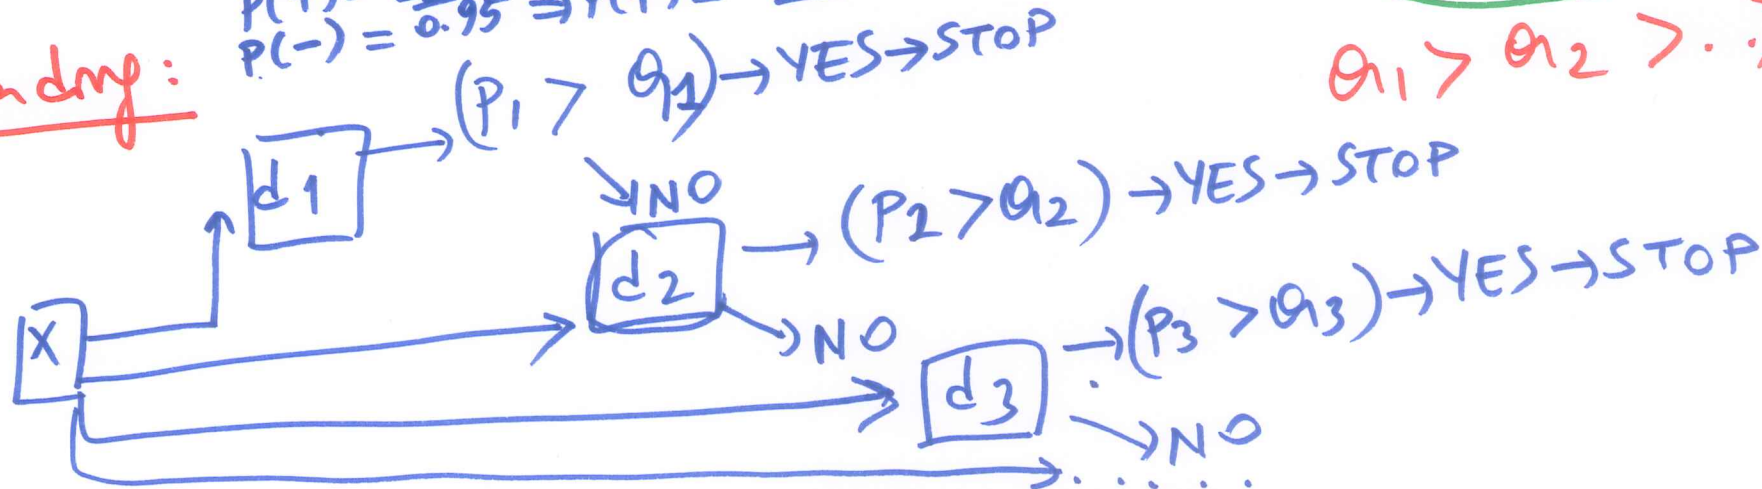 P(-) = 0.95 ⇒
(P1 > θ1) → YES → STOP
θ1 > θ2 > ...
d1
NO
(P2 > θ2) → YES → STOP
d2
NO
(P3 > θ3) → YES → STOP
X
d3
NO
.....